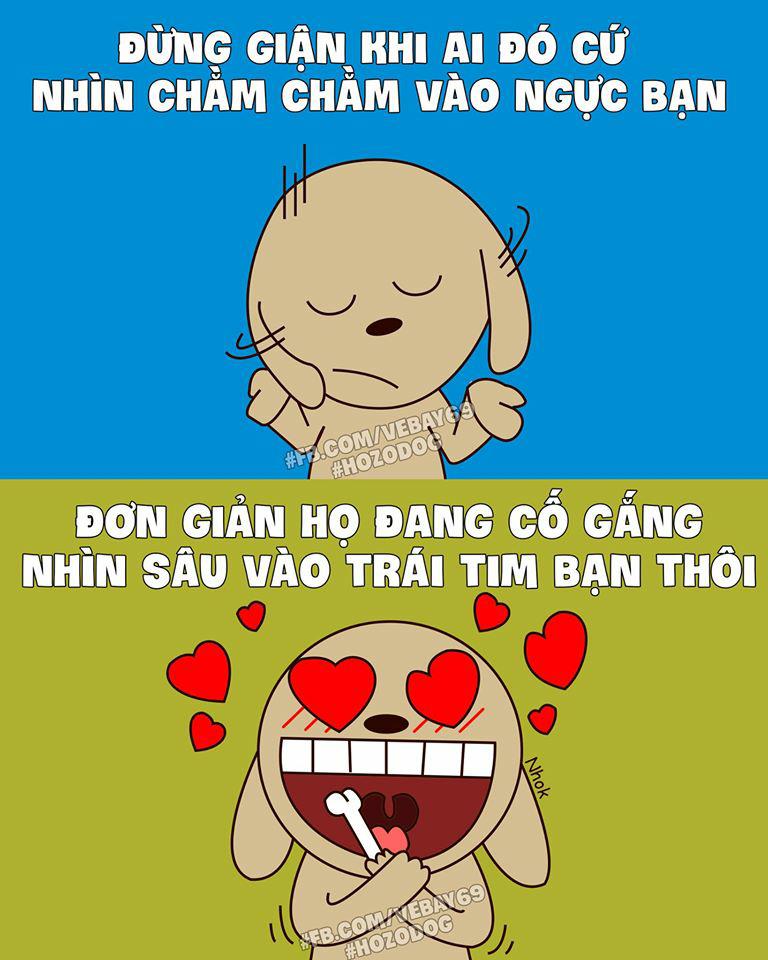 ĐỪNG GIẬN KHI AI ĐÓ CỨ
NHÌN CHẰM CHẰM VÀO NGỰC BẠN
#FB.COM/VEBAY69
#HOZODOG
ĐƠN GIẢN HỌ ĐANG CỐ GẮNG
NHÌN SÂU VÀO TRÁI TIM BẠN THÔI
Nhok
#FB.COM/VEBAY69
#HOZODOG